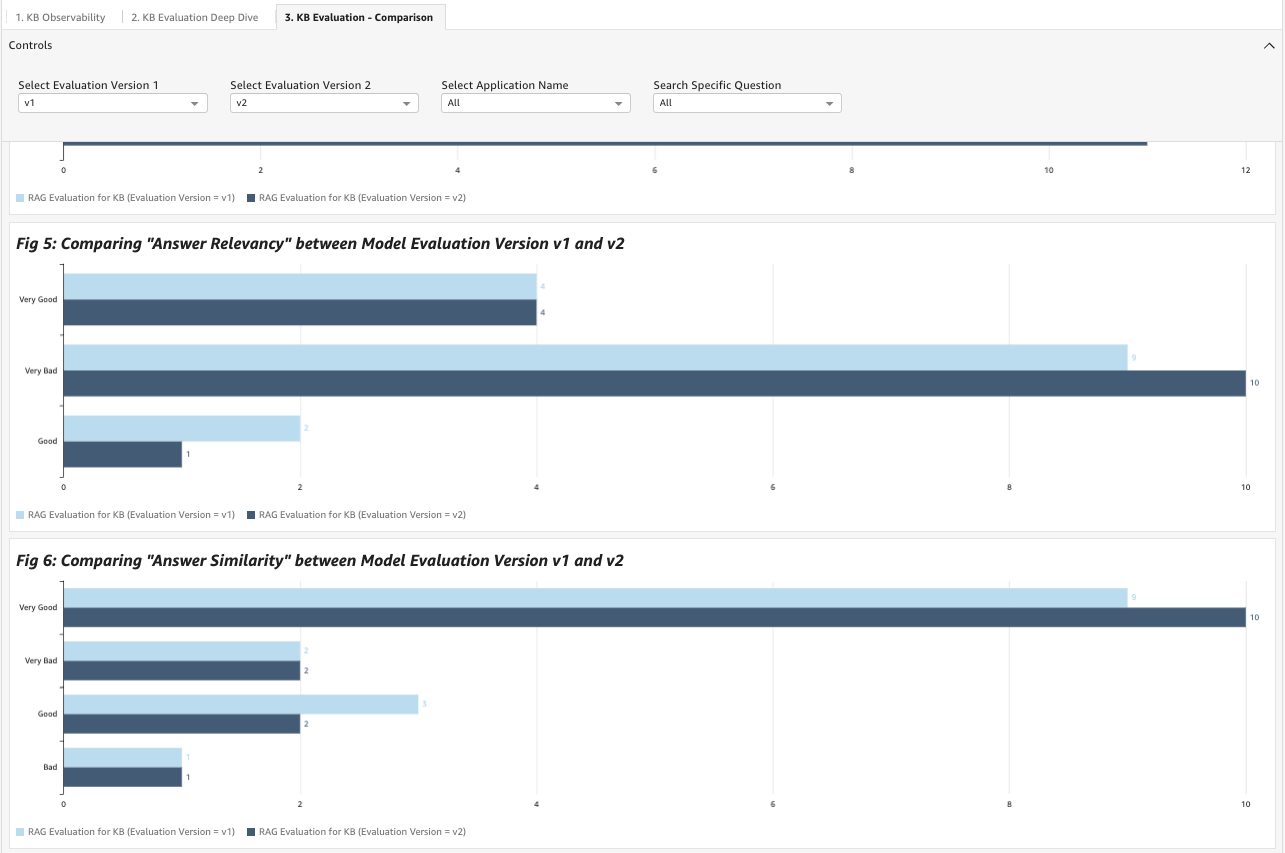 1. KB Observability 2. KB Evaluation Deep Dive 3. KB Evaluation - Comparison
Controls
Select Evaluation Version 1 Select Evaluation Version 2 Select Application Name Search Specific Question
v1 v2 All All
0 2 4 6 8 10 12
RAG Evaluation for KB (Evaluation Version = v1) RAG Evaluation for KB (Evaluation Version = v2)
Fig 5: Comparing "Answer Relevancy" between Model Evaluation Version v1 and v2
4
Very Good
4
9
Very Bad
10
2
Good
1
0 2 4 6 8 10
RAG Evaluation for KB (Evaluation Version = v1) RAG Evaluation for KB (Evaluation Version = v2)
Fig 6: Comparing "Answer Similarity" between Model Evaluation Version v1 and v2
9
Very Good
10
2
Very Bad
2
3
Good
2
1
Bad
1
0 2 4 6 8 10
RAG Evaluation for KB (Evaluation Version = v1) RAG Evaluation for KB (Evaluation Version = v2)